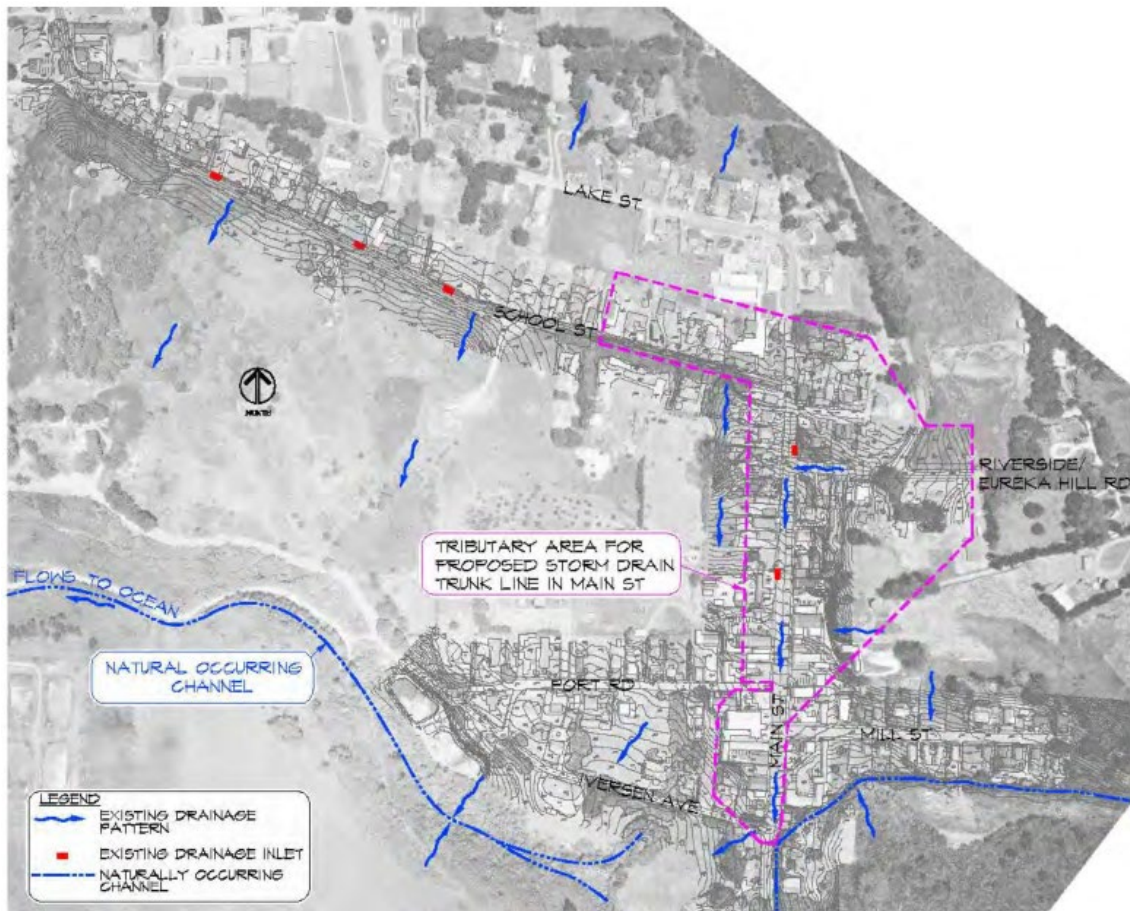 LAKE ST.
SCHOOL ST.
NORTH
RIVERSIDE/
EUREKA HILL RD
TRIBUTARY AREA FOR
PROPOSED STORM DRAIN
TRUNK LINE IN MAIN ST
FLOWS TO OCEAN
NATURAL OCCURRING
CHANNEL
PORT RD
MAIN ST.
MILL ST.
IVERSEN AVE
LEGEND
EXISTING DRAINAGE
PATTERN
EXISTING DRAINAGE INLET
NATURALLY OCCURRING
CHANNEL